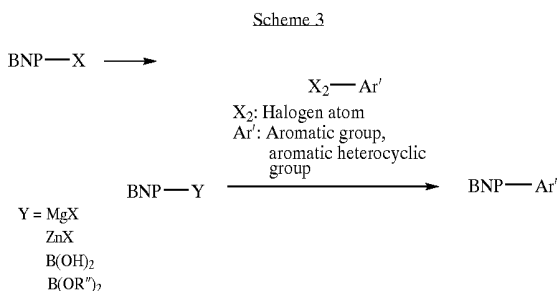 Scheme 3
BNP—X
X₂—Ar'
X₂: Halogen atom
Ar': Aromatic group,
aromatic heterocyclic
group
BNP—Y
BNP—Ar'
Y = MgX
ZnX
B(OH)₂
B(OR")₂